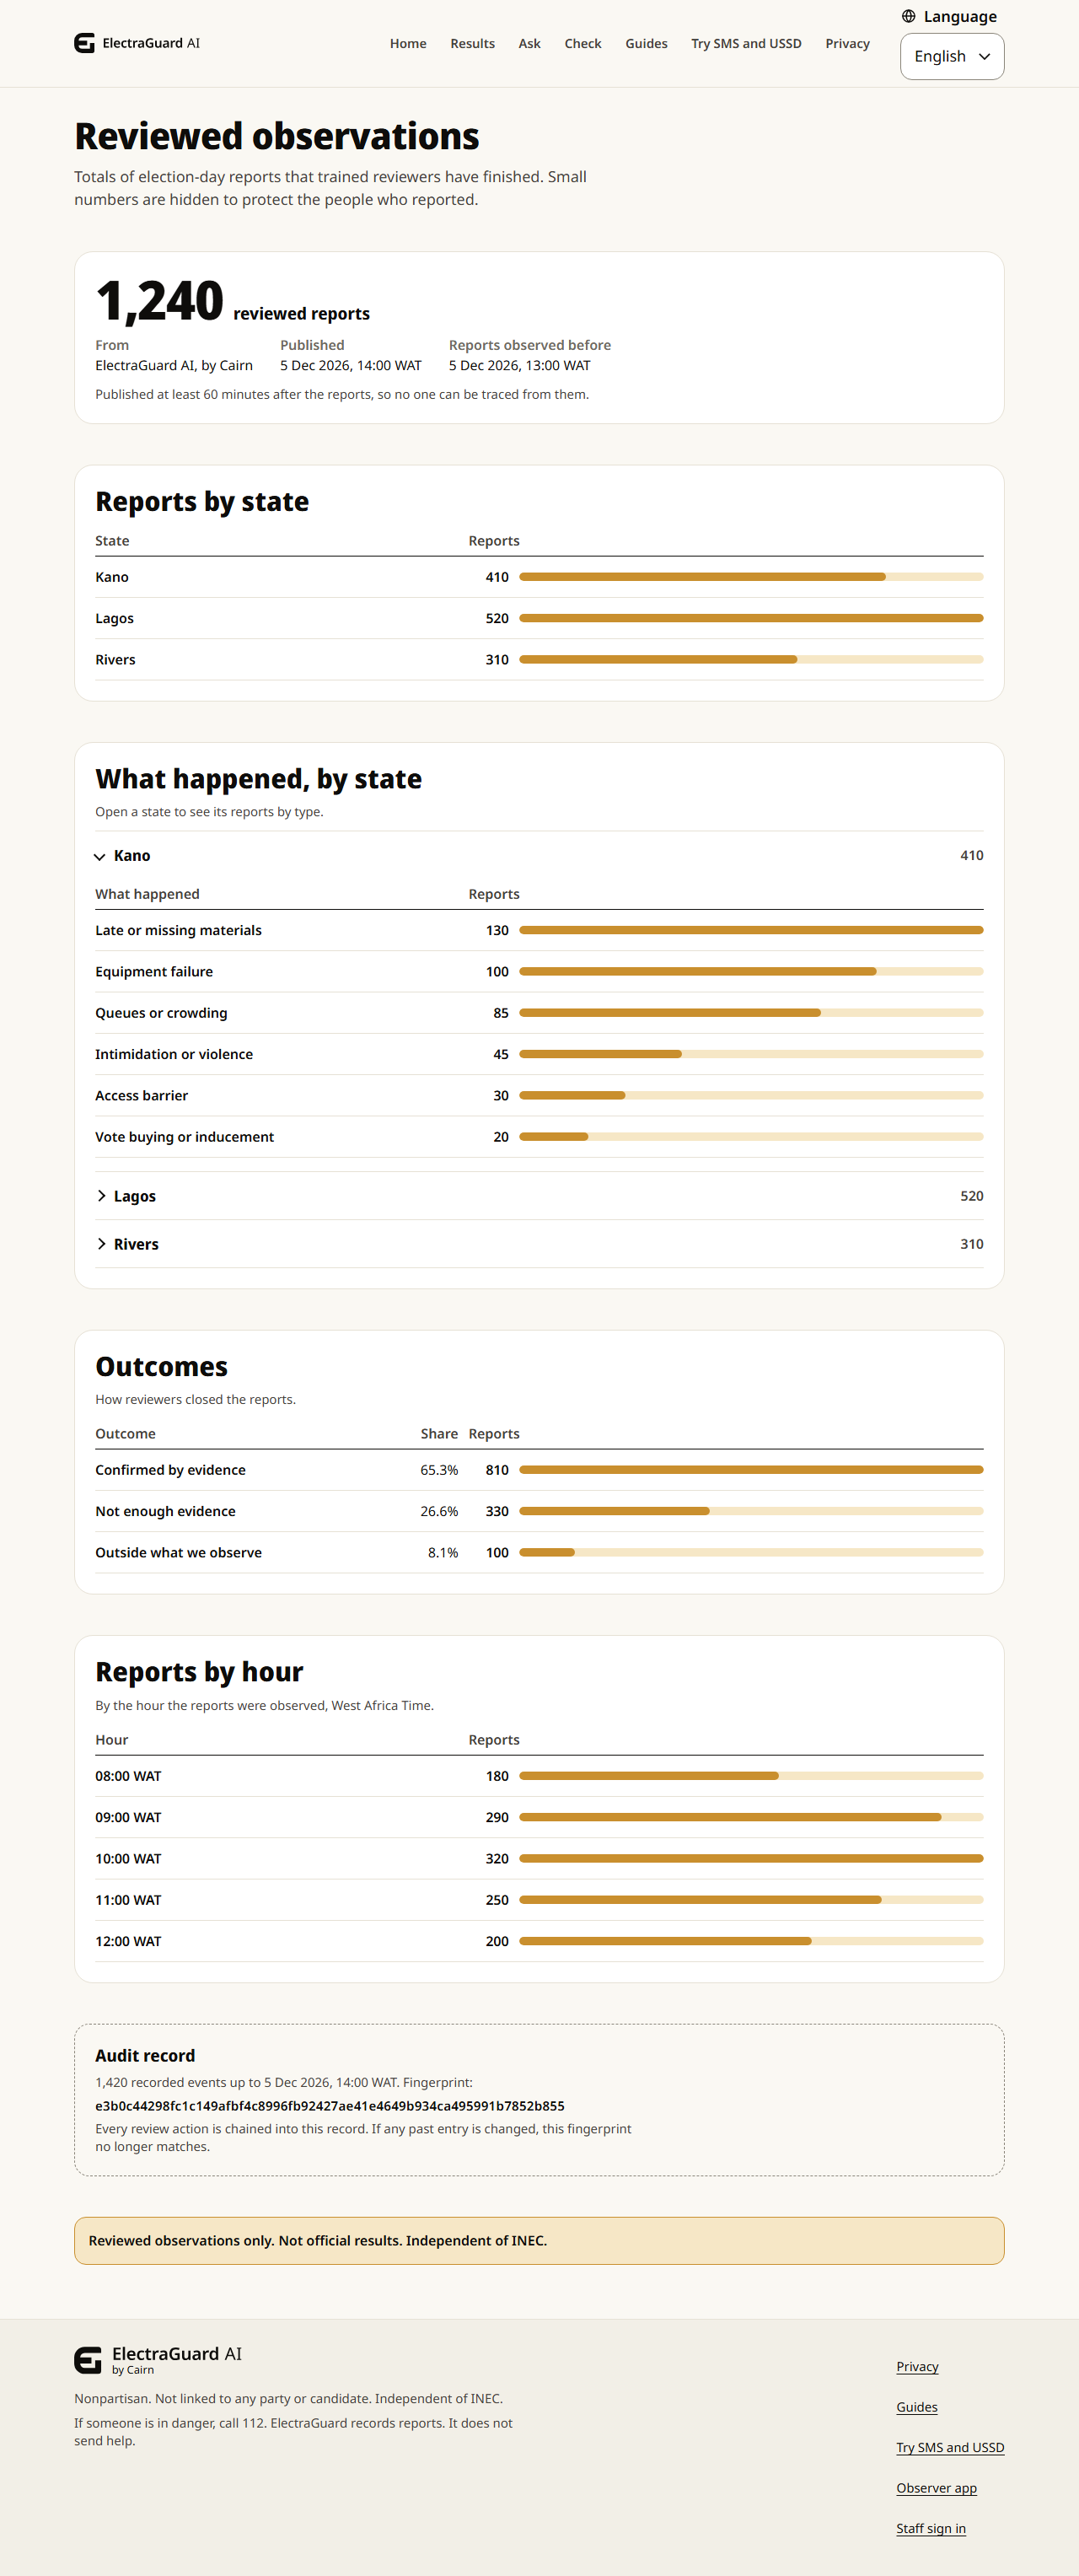 ElectraGuard AI
Home
Results
Ask
Check
Guides
Try SMS and USSD
Privacy
Language
English
Reviewed observations
Totals of election-day reports that trained reviewers have finished. Small
numbers are hidden to protect the people who reported.
1,240 reviewed reports
From Published Reports observed before
ElectraGuard AI, by Cairn 5 Dec 2026, 14:00 WAT 5 Dec 2026, 13:00 WAT
Published at least 60 minutes after the reports, so no one can be traced from them.
Reports by state
State Reports
Kano 410
Lagos 520
Rivers 310
What happened, by state
Open a state to see its reports by type.
Kano 410
What happened Reports
Late or missing materials 130
Equipment failure 100
Queues or crowding 85
Intimidation or violence 45
Access barrier 30
Vote buying or inducement 20
Lagos 520
Rivers 310
Outcomes
How reviewers closed the reports.
Outcome Share Reports
Confirmed by evidence 65.3% 810
Not enough evidence 26.6% 330
Outside what we observe 8.1% 100
Reports by hour
By the hour the reports were observed, West Africa Time.
Hour Reports
08:00 WAT 180
09:00 WAT 290
10:00 WAT 320
11:00 WAT 250
12:00 WAT 200
Audit record
1,420 recorded events up to 5 Dec 2026, 14:00 WAT. Fingerprint:
e3b0c44298fc1c149afbf4c8996fb92427ae41e4649b934ca495991b7852b855
Every review action is chained into this record. If any past entry is changed, this fingerprint
no longer matches.
Reviewed observations only. Not official results. Independent of INEC.
ElectraGuard AI
by Cairn
Nonpartisan. Not linked to any party or candidate. Independent of INEC.
If someone is in danger, call 112. ElectraGuard records reports. It does not
send help.
Privacy
Guides
Try SMS and USSD
Observer app
Staff sign in